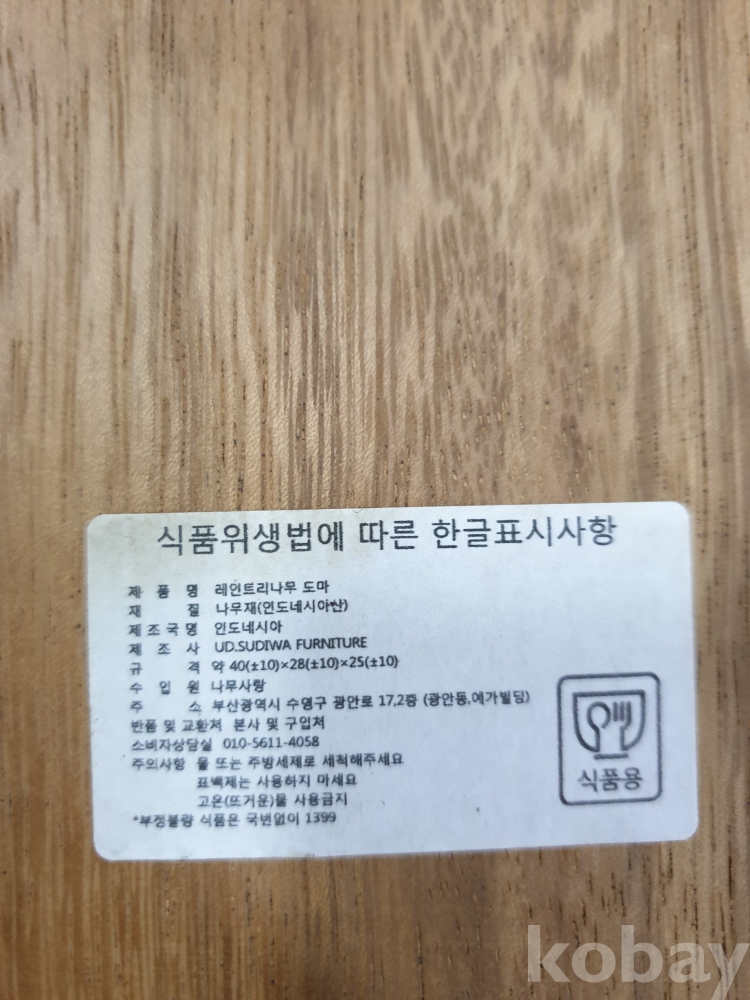 식품위생법에 따른 한글표시사항
제 품 명 레인트리나무 도마
재 질 나무재(인도네시아싼)
제조국명 인도네시아
제 조 사 UD.SUDIWA FURNITURE
규 격 약 40(±10)×28(±10)×25(±10)
수 입 원 나무사랑
주 소 부산광역시 수영구 광안로 17,2층 (광안동,예가빌딩)
반품 및 교환처 본사 및 구입처
소비자상담실 010-5611-4058
주의사항 물 또는 주방세제로 세척해주세요
표백제는 사용하지 마세요
고온(뜨거운)물 사용금지
*부정불량 식품은 국번없이 1399
식품용
kobay